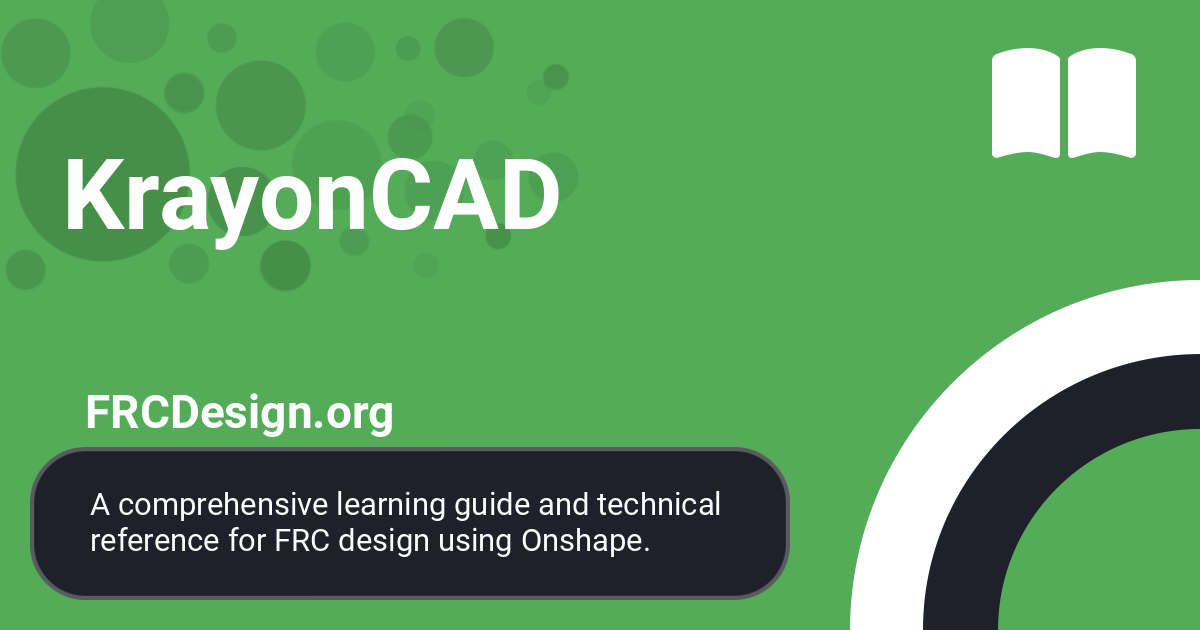 KrayonCAD
FRCDesign.org
A comprehensive learning guide and technical
reference for FRC design using Onshape.